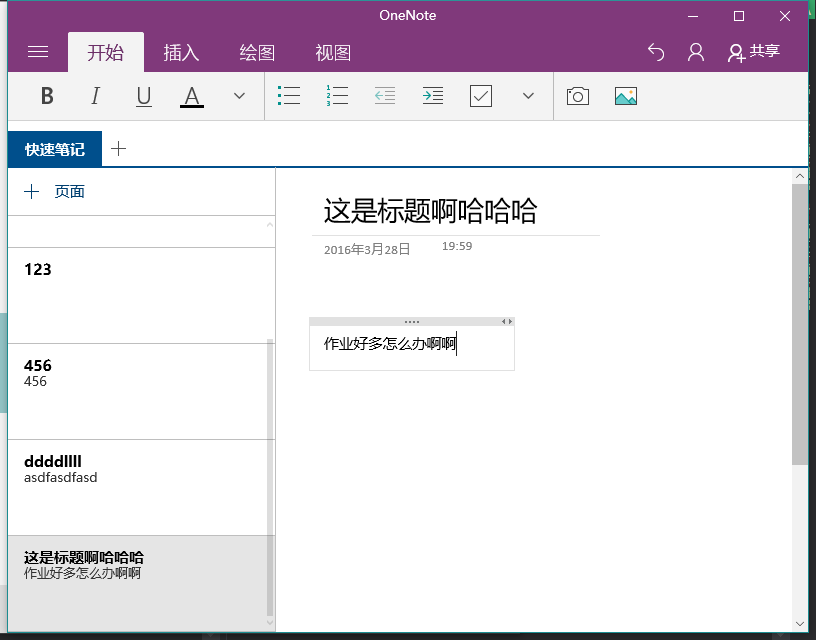 OneNote
开始 插入 绘图 视图 共享
B I U A
快速笔记
页面
123
456
456
ddddllll
asdfasdfasd
这是标题啊哈哈哈
作业好多怎么办啊啊
这是标题啊哈哈哈
2016年3月28日 19:59
作业好多怎么办啊啊